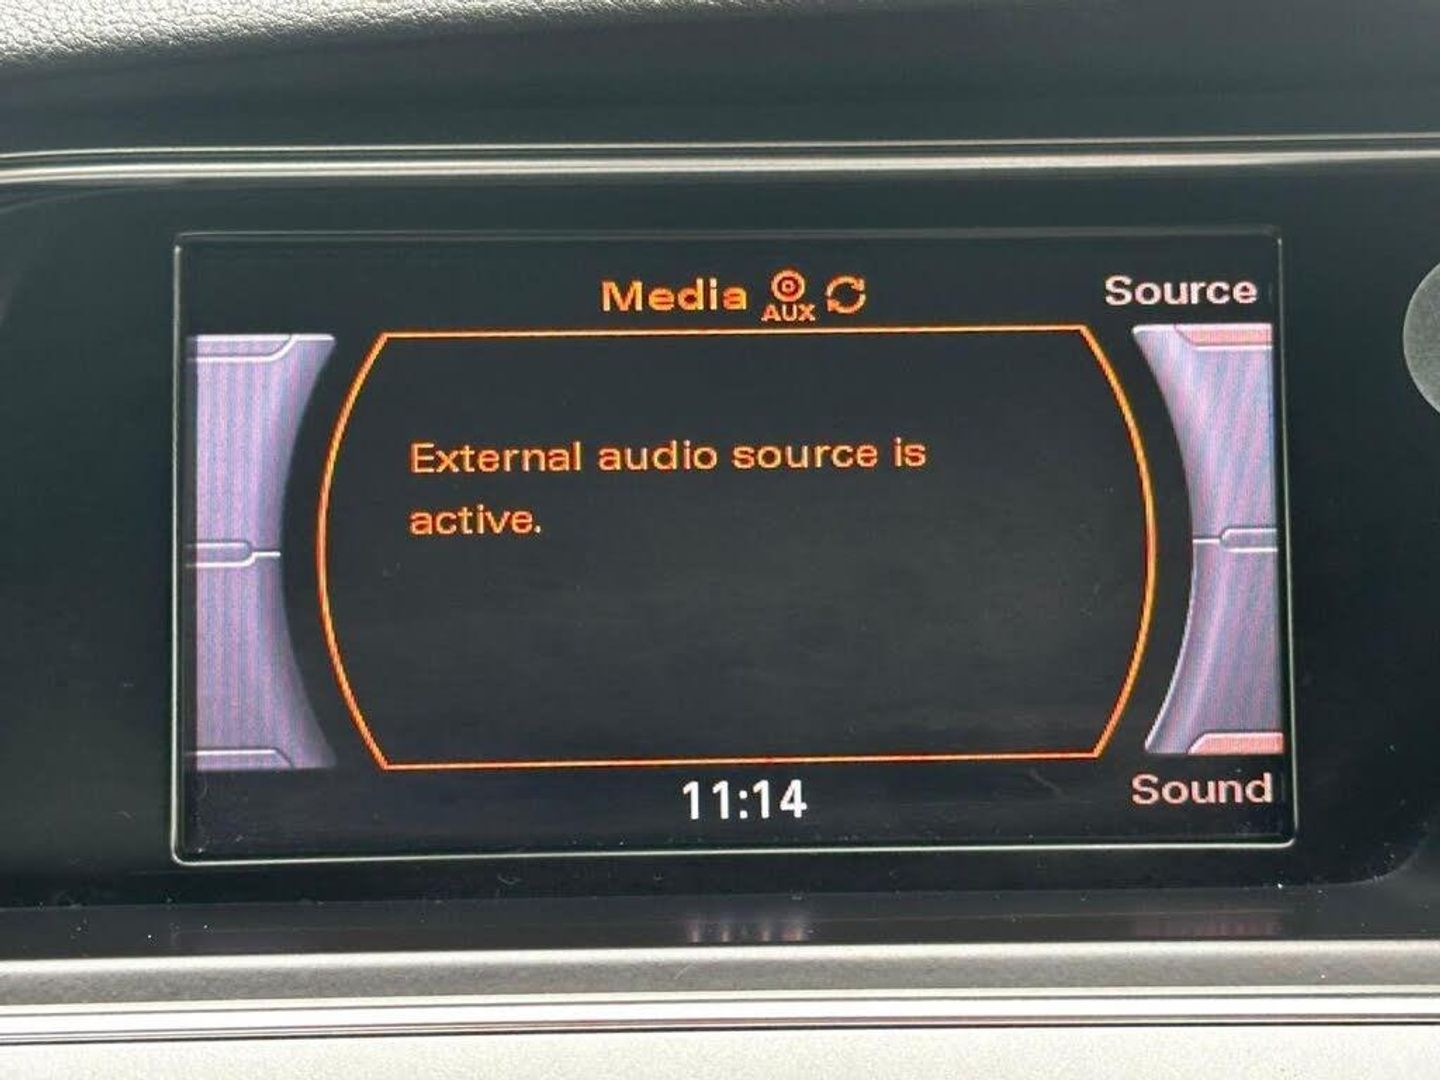 Media AUX
Source
External audio source is
active.
11:14
Sound